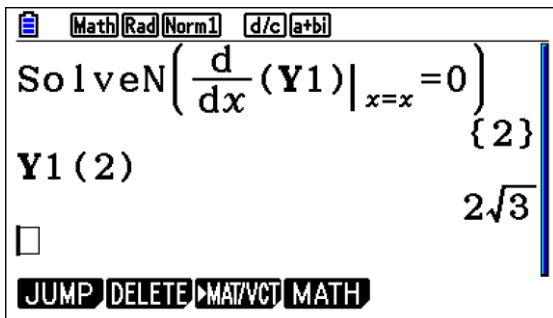 Math Rad Norm1 d/c a+bi
SolveN(d/dx(Y1)|x=x=0)
{2}
Y1(2)
2√3
JUMP DELETE ▶MAT/VCT MATH